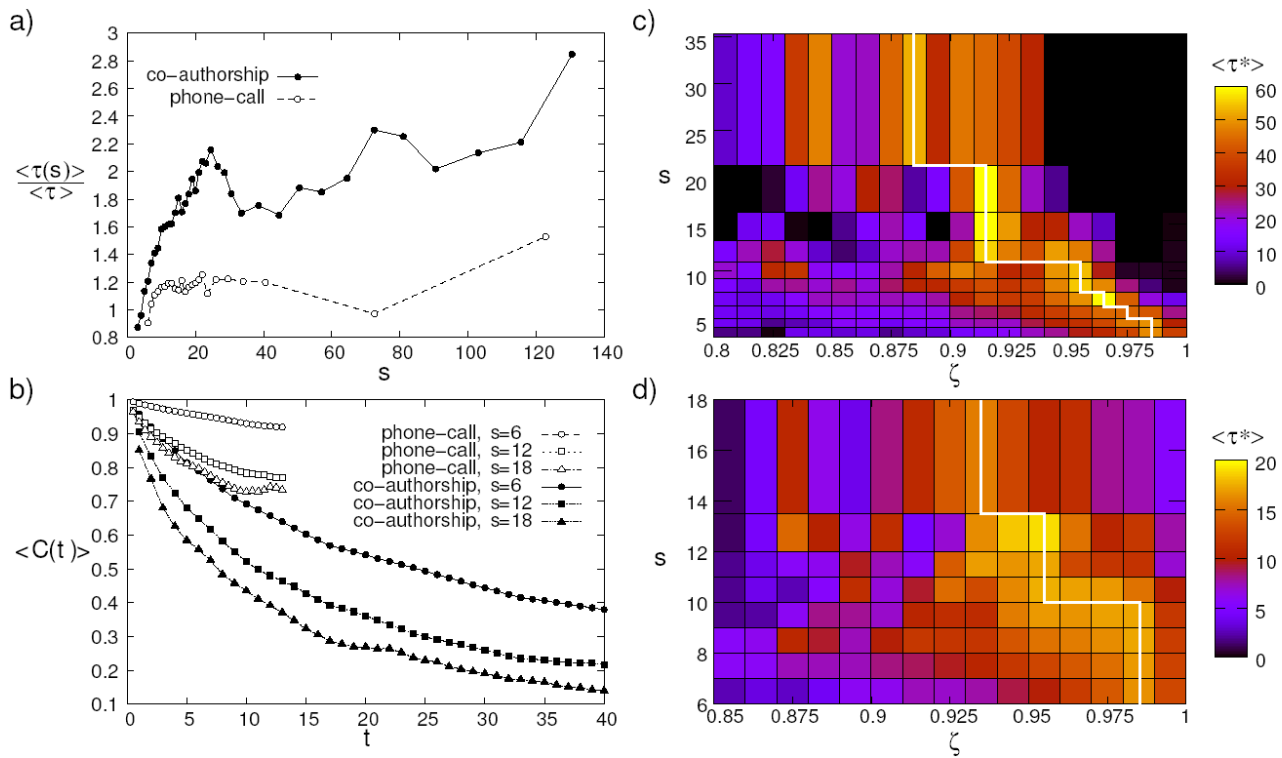 a)
3
2.8
2.6
2.4
2.2
2
1.8
1.6
1.4
1.2
1
0.8
<τ(s)>
<τ>
co-authorship
phone-call
0 20 40 60 80 100 120 140
s
b)
1
0.9
0.8
0.7
0.6
0.5
0.4
0.3
0.2
0.1
<C(t)>
phone-call, s=6
phone-call, s=12
phone-call, s=18
co-authorship, s=6
co-authorship, s=12
co-authorship, s=18
0 5 10 15 20 25 30 35 40
t
c)
35
30
25
20
15
10
5
s
0.8 0.825 0.85 0.875 0.9 0.925 0.95 0.975 1
ζ
<τ*>
60
50
40
30
20
10
0
d)
18
16
14
12
10
8
6
s
0.85 0.875 0.9 0.925 0.95 0.975 1
ζ
<τ*>
20
15
10
5
0